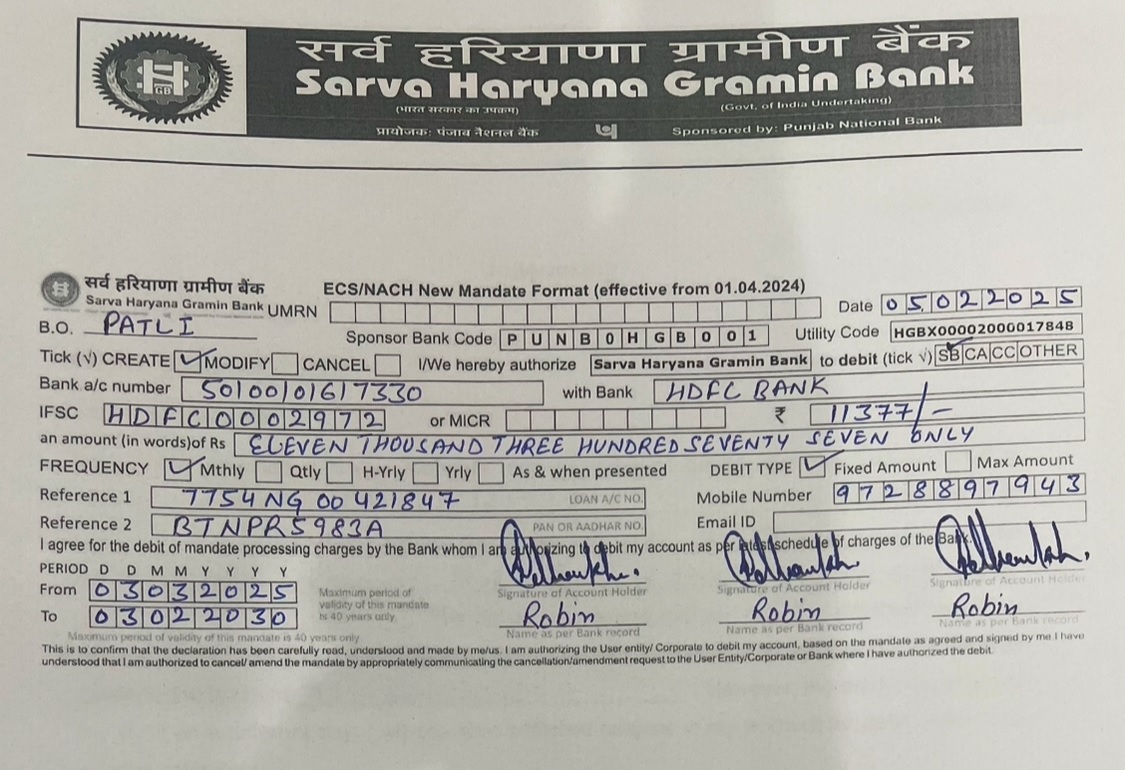 सर्व हरियाणा ग्रामीण बैंक
Sarva Haryana Gramin Bank
(भारत सरकार का उपक्रम) (Govt. of India Undertaking)
प्रायोजक: पंजाब नैशनल बैंक Sponsored by: Punjab National Bank
GB
सर्व हरियाणा ग्रामीण बैंक ECS/NACH New Mandate Format (effective from 01.04.2024)
Sarva Haryana Gramin Bank UMRN Date 05022025
B.O. PATLI Sponsor Bank Code PUNB0HGB001 Utility Code HGBX00002000017848
Tick (√) CREATE ✓ MODIFY CANCEL I/We hereby authorize Sarva Haryana Gramin Bank to debit (tick √) SB CA CC OTHER
Bank a/c number 50100101617330 with Bank HDFC BANK
IFSC HDFC0002972 or MICR ₹ 11377/-
an amount (in words)of Rs ELEVEN THOUSAND THREE HUNDRED SEVENTY SEVEN ONLY
FREQUENCY ✓ Mthly Qtly H-Yrly Yrly As & when presented DEBIT TYPE ✓ Fixed Amount Max Amount
Reference 1 7754NG00421847 LOAN A/C NO. Mobile Number 9728897943
Reference 2 BTNPR5983A PAN OR AADHAR NO. Email ID
I agree for the debit of mandate processing charges by the Bank whom I am authorizing to debit my account as per latest schedule of charges of the Bank.
PERIOD D D M M Y Y Y Y
From 03032025 Maximum period of validity of this mandate is 40 years only Signature of Account Holder Signature of Account Holder Signature of Account Holder
To 03022030 Robin Robin Robin
Maximum period of validity of this mandate is 40 years only Name as per Bank record Name as per Bank record Name as per Bank record
This is to confirm that the declaration has been carefully read, understood and made by me/us. I am authorizing the User entity/ Corporate to debit my account, based on the mandate as agreed and signed by me I have
understood that I am authorized to cancel/ amend the mandate by appropriately communicating the cancellation/amendment request to the User Entity/Corporate or Bank where I have authorized the debit.